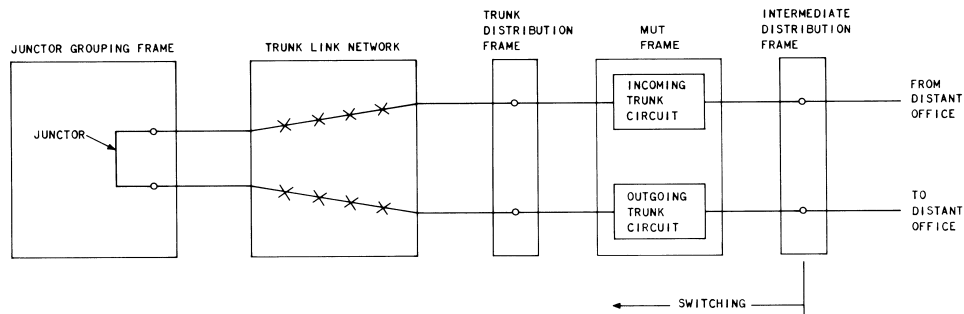 JUNCTOR GROUPING FRAME
TRUNK LINK NETWORK
TRUNK
DISTRIBUTION
FRAME
MUT
FRAME
INTERMEDIATE
DISTRIBUTION
FRAME
JUNCTOR
INCOMING
TRUNK
CIRCUIT
FROM
DISTANT
OFFICE
OUTGOING
TRUNK
CIRCUIT
TO
DISTANT
OFFICE
SWITCHING